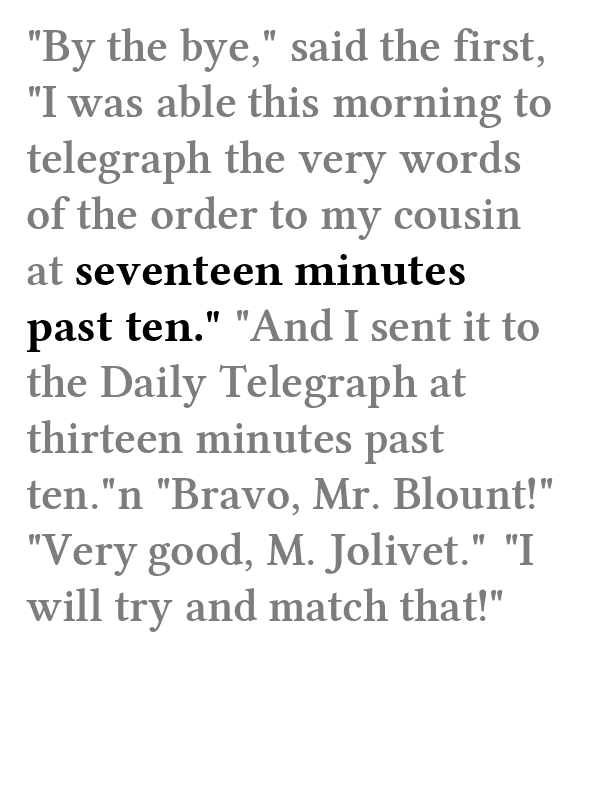 "By the bye," said the first,
"I was able this morning to
telegraph the very words
of the order to my cousin
at seventeen minutes
past ten." "And I sent it to
the Daily Telegraph at
thirteen minutes past
ten."n "Bravo, Mr. Blount!"
"Very good, M. Jolivet." "I
will try and match that!"